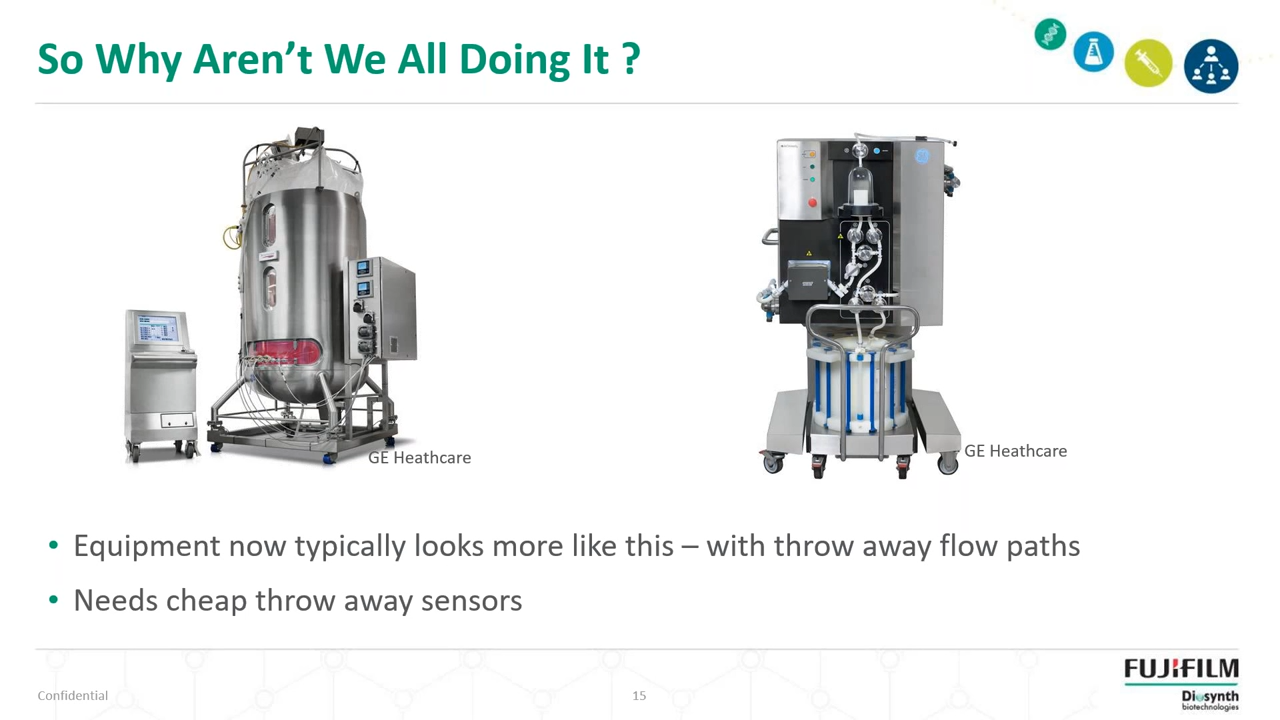 So Why Aren’t We All Doing It ?
GE Heathcare
GE Heathcare
• Equipment now typically looks more like this – with throw away flow paths
• Needs cheap throw away sensors
Confidential
15
FUJIFILM
Diosynth
biotechnologies